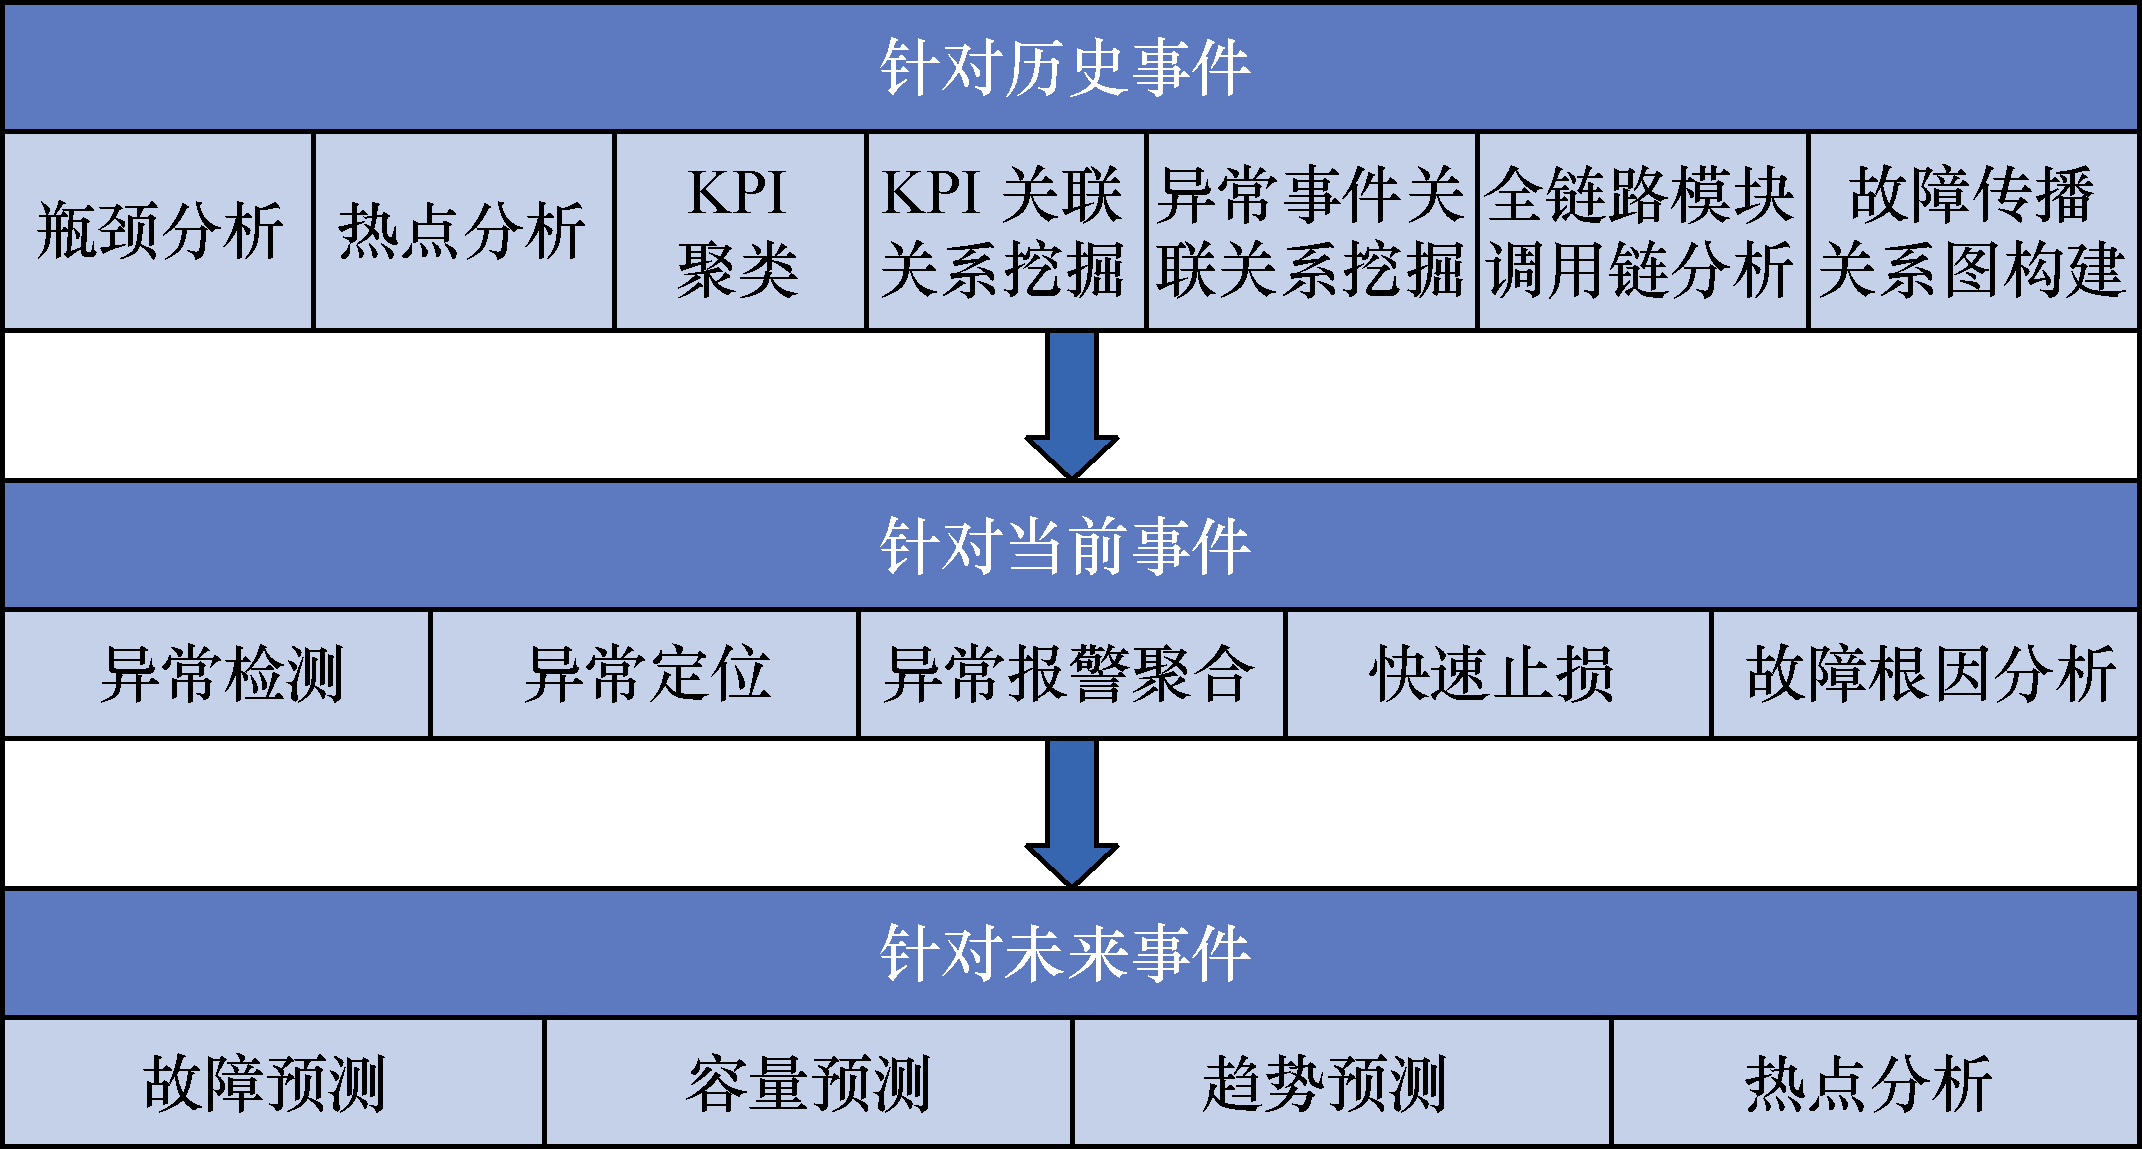 针对历史事件
瓶颈分析
热点分析
KPI
聚类
KPI 关联
关系挖掘
异常事件关
联关系挖掘
全链路模块
调用链分析
故障传播
关系图构建
针对当前事件
异常检测
异常定位
异常报警聚合
快速止损
故障根因分析
针对未来事件
故障预测
容量预测
趋势预测
热点分析